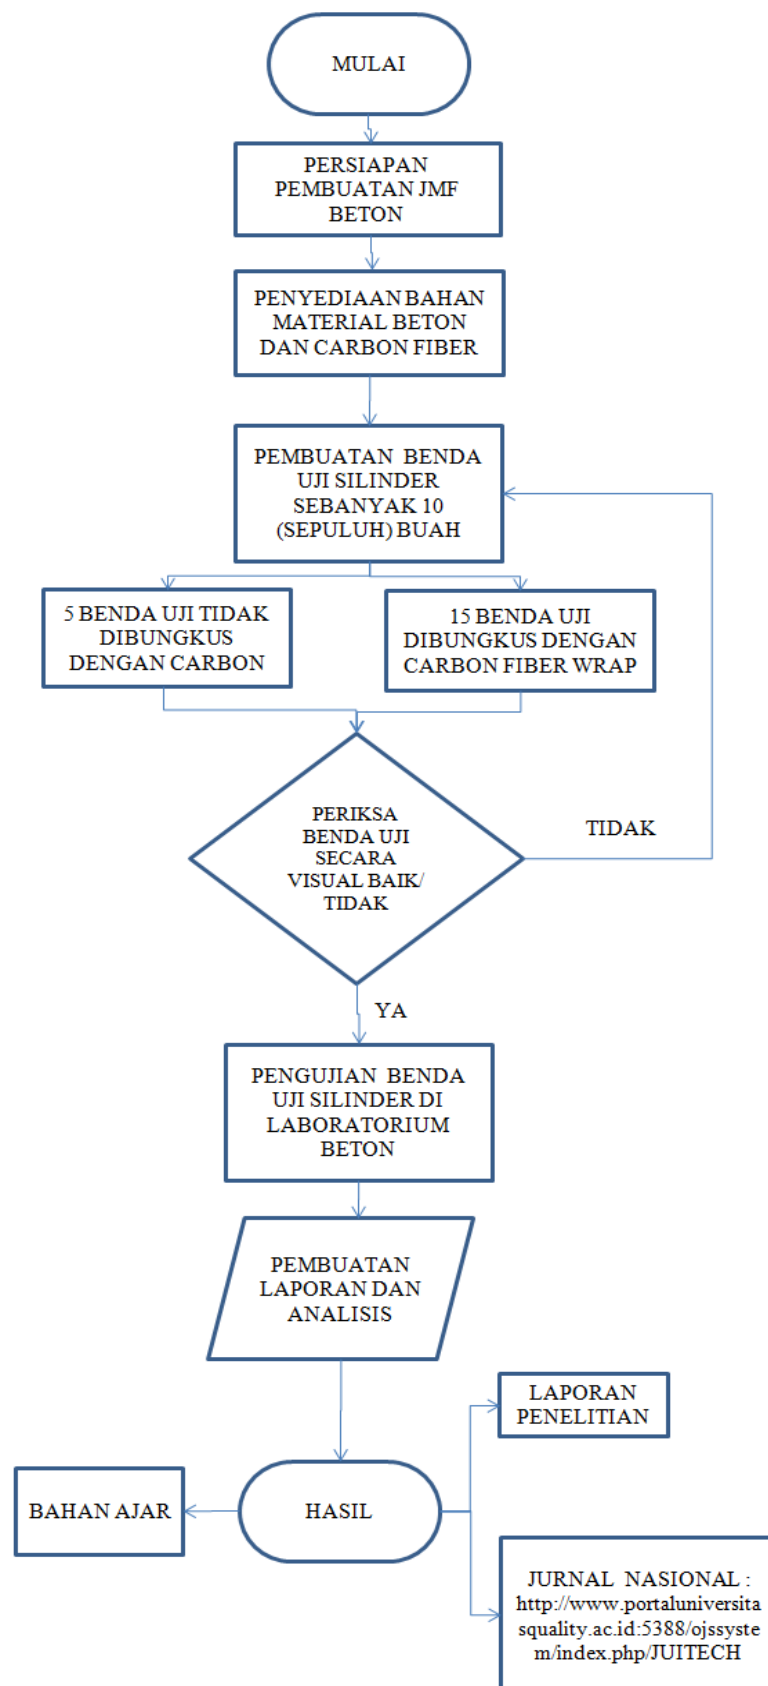 MULAI
PERSIAPAN
PEMBUATAN JMF
BETON
PENYEDIAAN BAHAN
MATERIAL BETON
DAN CARBON FIBER
PEMBUATAN BENDA
UJI SILINDER
SEBANYAK 10
(SEPULUH) BUAH
5 BENDA UJI TIDAK
DIBUNGKUS
DENGAN CARBON
15 BENDA UJI
DIBUNGKUS DENGAN
CARBON FIBER WRAP
PERIKSA
BENDA UJI
SECARA
VISUAL BAIK/
TIDAK
TIDAK
YA
PENGUJIAN BENDA
UJI SILINDER DI
LABORATORIUM
BETON
PEMBUATAN
LAPORAN DAN
ANALISIS
LAPORAN
PENELITIAN
BAHAN AJAR
HASIL
JURNAL NASIONAL :
http://www.portaluniversita
squality.ac.id:5388/ojssyste
m/index.php/JUITECH